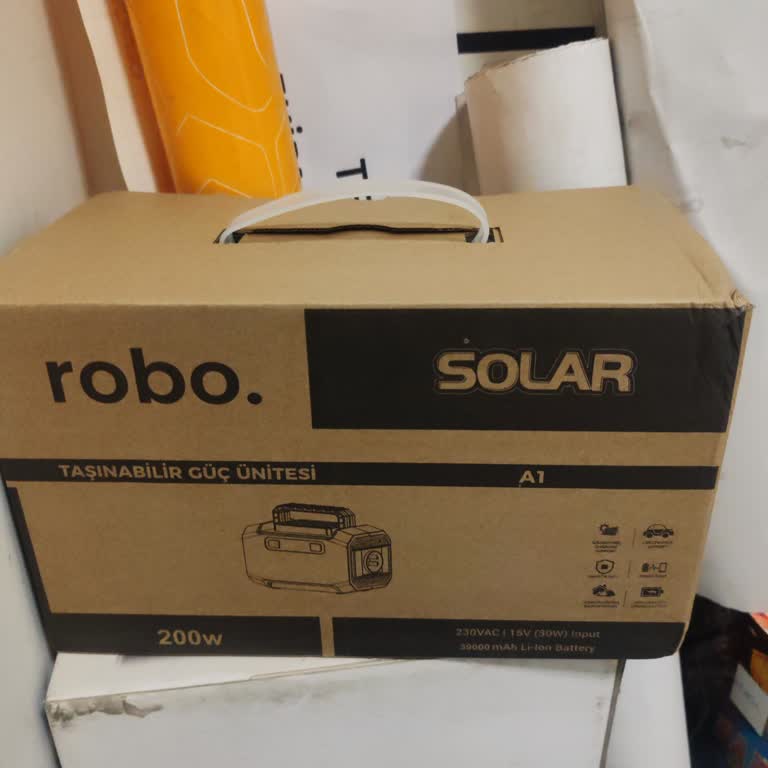 robo.
SOLAR
TAŞINABİLİR GÜÇ ÜNİTESİ
A1
200w
230VAC | 15V (30W) Input
39000 mAh Li-Ion Battery